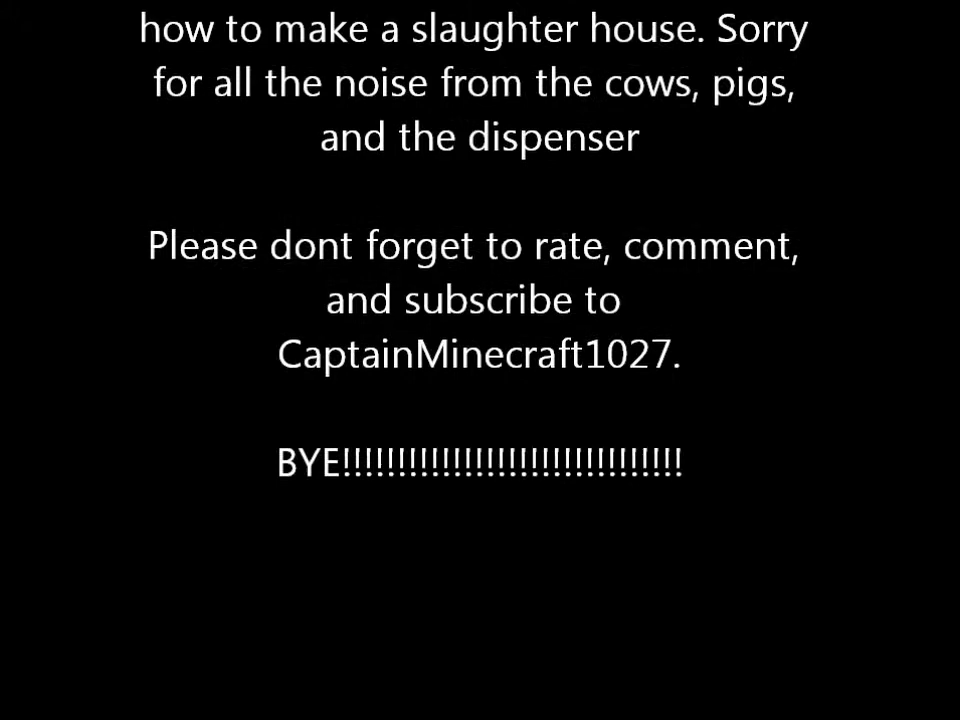 how to make a slaughter house. Sorry
for all the noise from the cows, pigs,
and the dispenser
Please dont forget to rate, comment,
and subscribe to
CaptainMinecraft1027.
BYE!!!!!!!!!!!!!!!!!!!!!!!!!!!!!!!